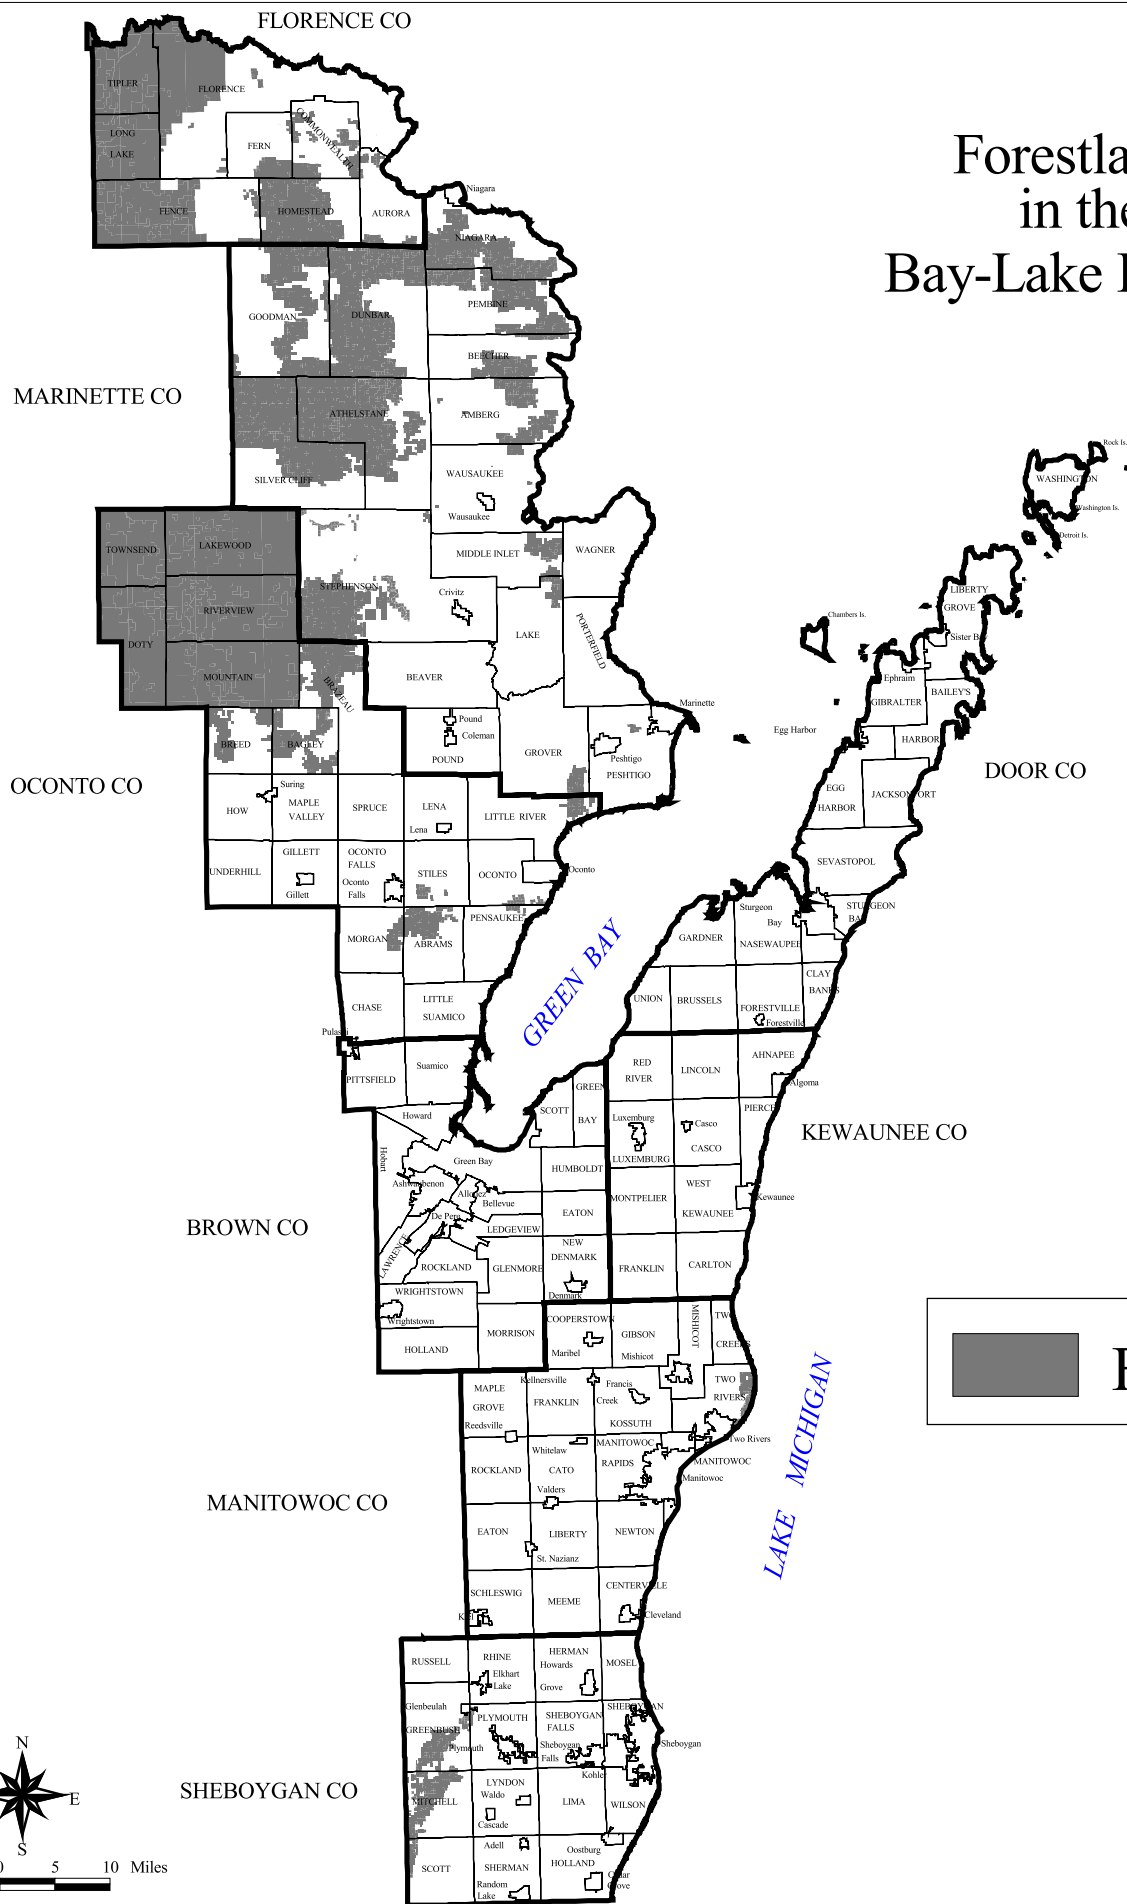 FLORENCE CO
TIPLER
FLORENCE
LONG
LAKE
FERN
COMMONWEALTH
FENCE
HOMESTEAD
AURORA
Niagara
NIAGARA
Forestla
in the
Bay-Lake
GOODMAN
DUNBAR
PEMBINE
BEECHER
MARINETTE CO
ATHELSTANE
AMBERG
SILVER CLIFF
WAUSAUKEE
Wausaukee
Rock Is.
WASHINGTON
Washington Is.
Detroit Is.
TOWNSEND
LAKEWOOD
MIDDLE INLET
WAGNER
STEPHENSON
Crivitz
RIVERVIEW
LAKE
PORTERFIELD
DOTY
MOUNTAIN
BRAZEAU
BEAVER
LIBERTY
GROVE
Sister B
Chambers Is.
Ephraim
GIBRALTER
BAILEY'S
HARBOR
Marinette
Pound
Coleman
POUND
GROVER
Peshtigo
PESHTIGO
Egg Harbor
BREED
BAGLEY
OCONTO CO
DOOR CO
EGG
HARBOR
JACKSONPORT
HOW
Suring
MAPLE
VALLEY
SPRUCE
LENA
Lena
LITTLE RIVER
UNDERHILL
GILLETT
Gillett
OCONTO
FALLS
Oconto
Falls
STILES
OCONTO
Oconto
SEVASTOPOL
MORGAN
ABRAMS
PENSAUKEE
Sturgeon
Bay
STURGEON
BA
GARDNER
NASEWAUPEE
GREEN BAY
CHASE
LITTLE
SUAMICO
UNION
BRUSSELS
CLAY
BANKS
FORESTVILLE
Forestville
Pulaski
PITTSFIELD
Suamico
RED
RIVER
LINCOLN
AHNAPEE
Algoma
Howard
SCOTT
GREEN
BAY
Luxemburg
LUXEMBURG
Casco
CASCO
PIERCE
KEWAUNEE CO
Hobart
Green Bay
HUMBOLDT
Ashwaubenon
Allouez
Bellevue
MONTPELIER
WEST
KEWAUNEE
Kewaunee
BROWN CO
De Pere
LEDGEVIEW
EATON
LAWRENCE
ROCKLAND
GLENMORE
NEW
DENMARK
Denmark
FRANKLIN
CARLTON
WRIGHTSTOWN
Wrightstown
MORRISON
HOLLAND
COOPERSTOWN
Maribel
GIBSON
Mishicot
MISHICOT
TWO
CREEKS
MAPLE
GROVE
Reedsville
Kellnersville
FRANKLIN
Francis
Creek
KOSSUTH
TWO
RIVERS
Two Rivers
LAKE MICHIGAN
ROCKLAND
Whitelaw
CATO
Valders
MANITOWOC
RAPIDS
MANITOWOC
Manitowoc
MANITOWOC CO
EATON
LIBERTY
NEWTON
St. Nazianz
SCHLESWIG
Kiel
MEEME
CENTERVILLE
Cleveland
RUSSELL
RHINE
Elkhart
Lake
HERMAN
Howards
Grove
MOSEL
Glenbeulah
GREENBUSH
PLYMOUTH
Plymouth
SHEBOYGAN
FALLS
Sheboygan
Falls
Kohler
SHEBOYGAN
Sheboygan
SHEBOYGAN CO
MITCHELL
LYNDON
Waldo
Cascade
LIMA
WILSON
SCOTT
Adell
SHERMAN
Random
Lake
Oostburg
HOLLAND
Cedar
Grove
N
E
S
0 5 10 Miles